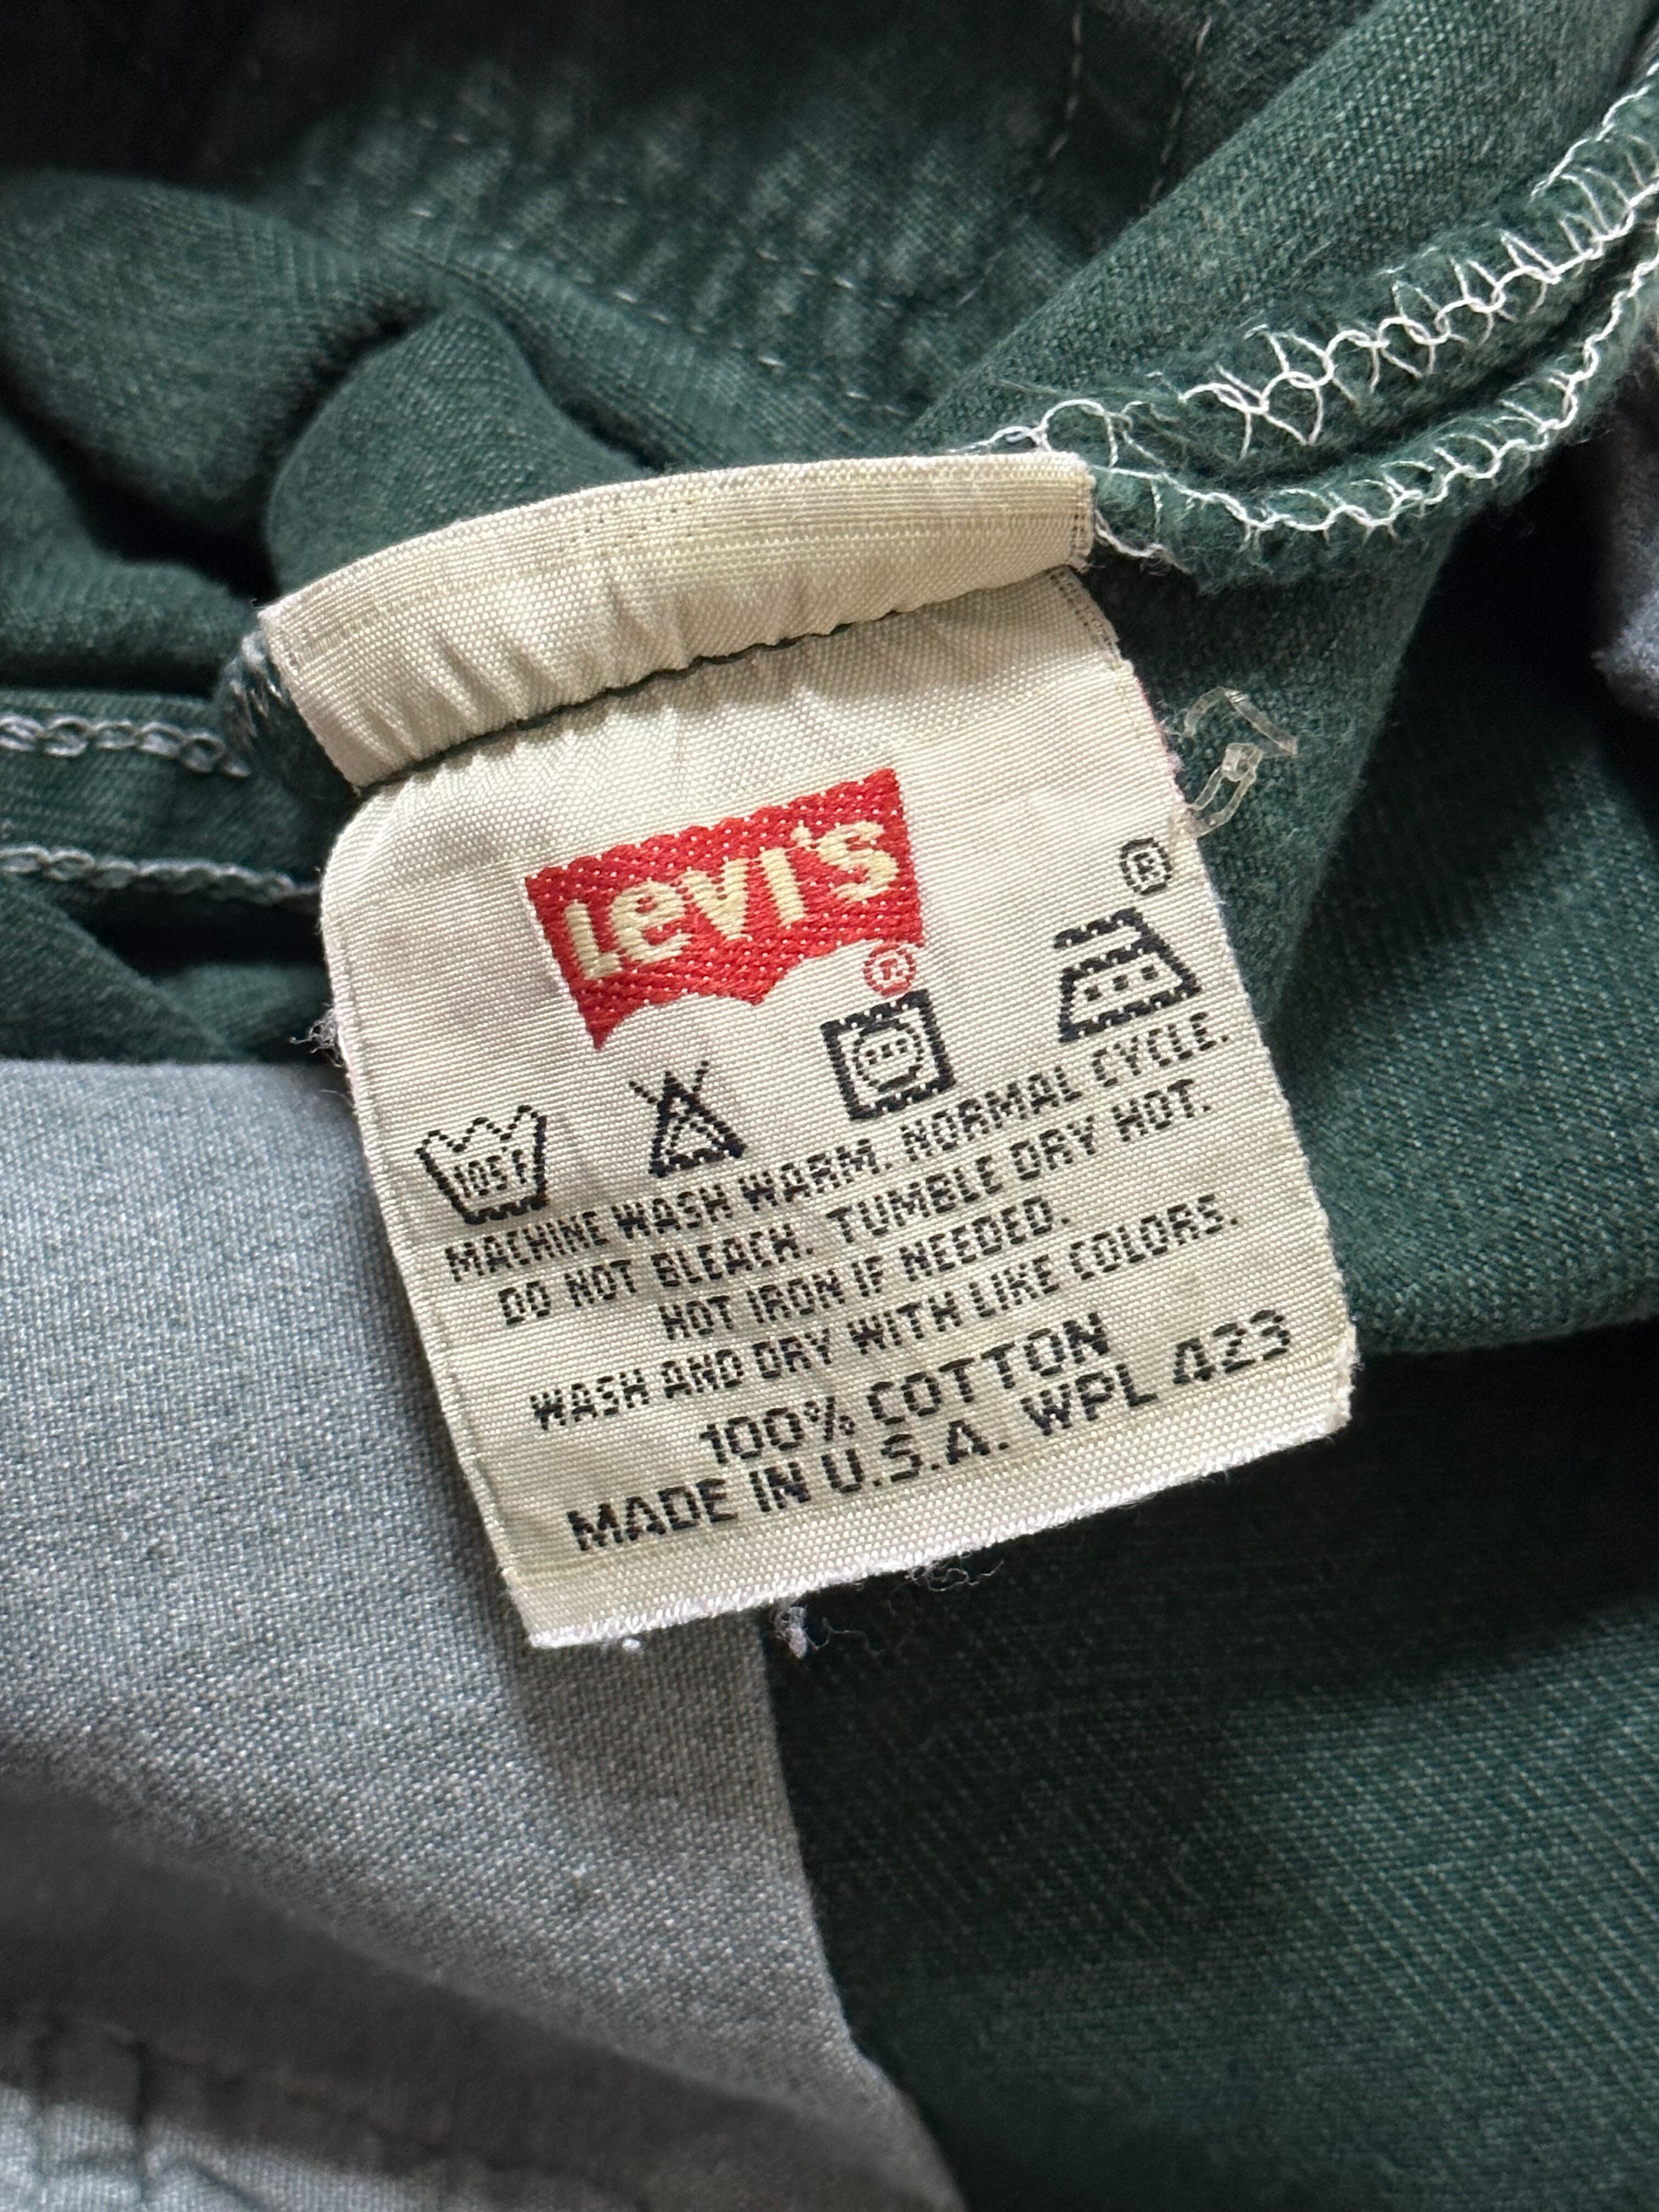 Levi's
®
®
105°F
MACHINE WASH WARM. NORMAL CYCLE.
DO NOT BLEACH. TUMBLE DRY HOT.
HOT IRON IF NEEDED.
WASH AND DRY WITH LIKE COLORS.
100% COTTON
MADE IN U.S.A. WPL 423